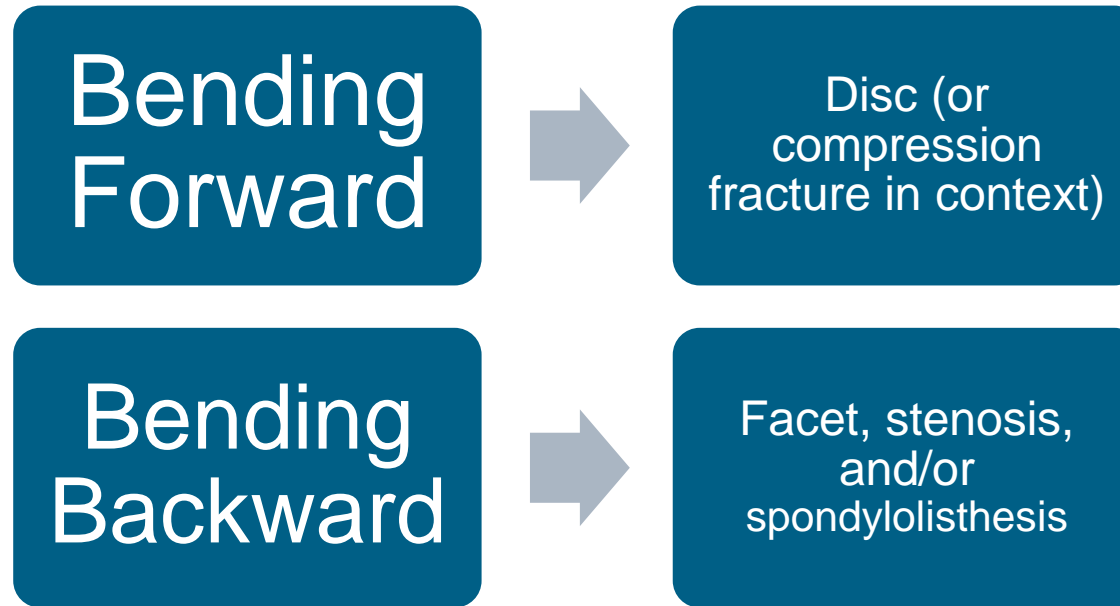 Bending
Forward
Disc (or
compression
fracture in context)
Bending
Backward
Facet, stenosis,
and/or
spondylolisthesis